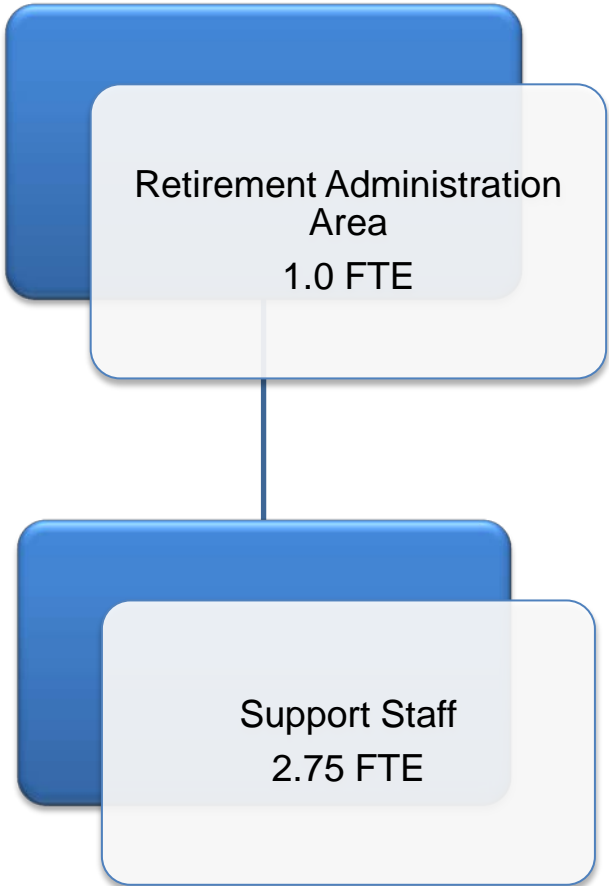 Retirement Administration
Area
1.0 FTE
Support Staff
2.75 FTE